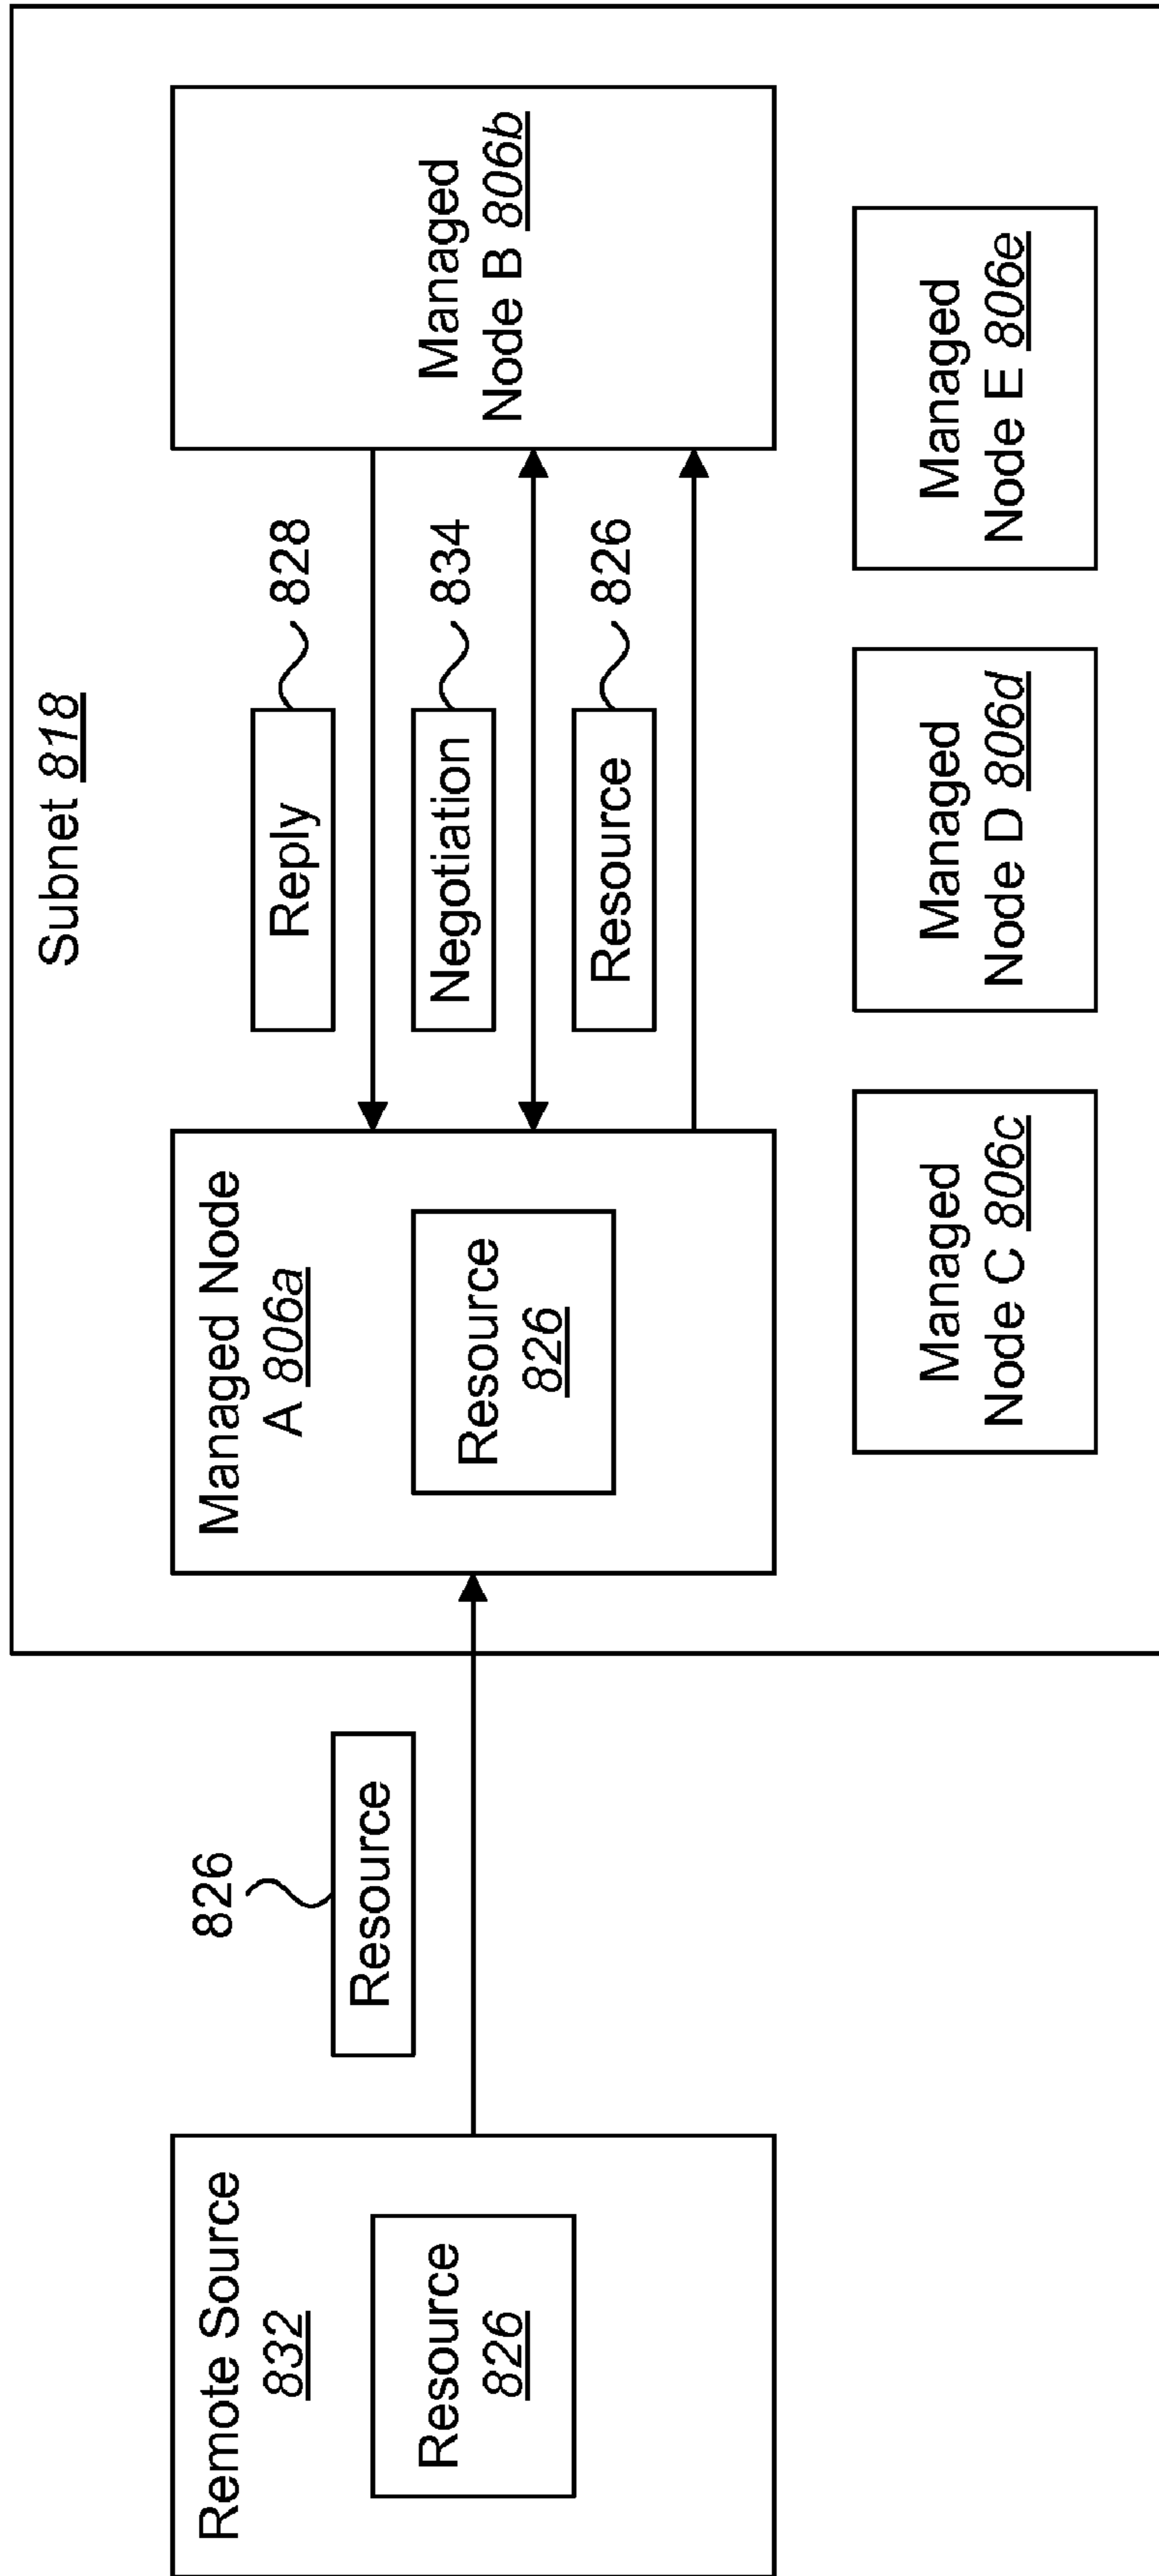 Subnet 818
Remote Source
832
Resource
826
826
Resource
Managed Node
A 806a
Resource
826
Reply
828
Negotiation
834
Resource
826
Managed
Node B 806b
Managed
Node C 806c
Managed
Node D 806d
Managed
Node E 806e